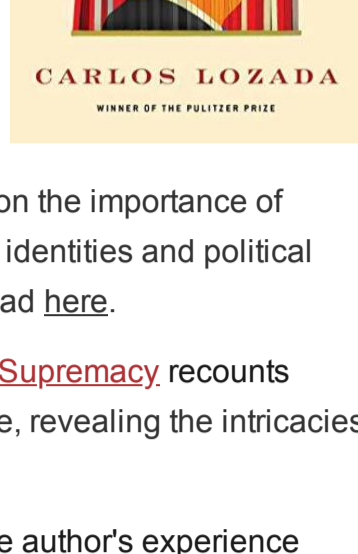 CARLOS LOZADA
WINNER OF THE PULITZER PRIZE
on the importance of
identities and political
ad here.
Supremacy recounts
e, revealing the intricacies
e author's experience